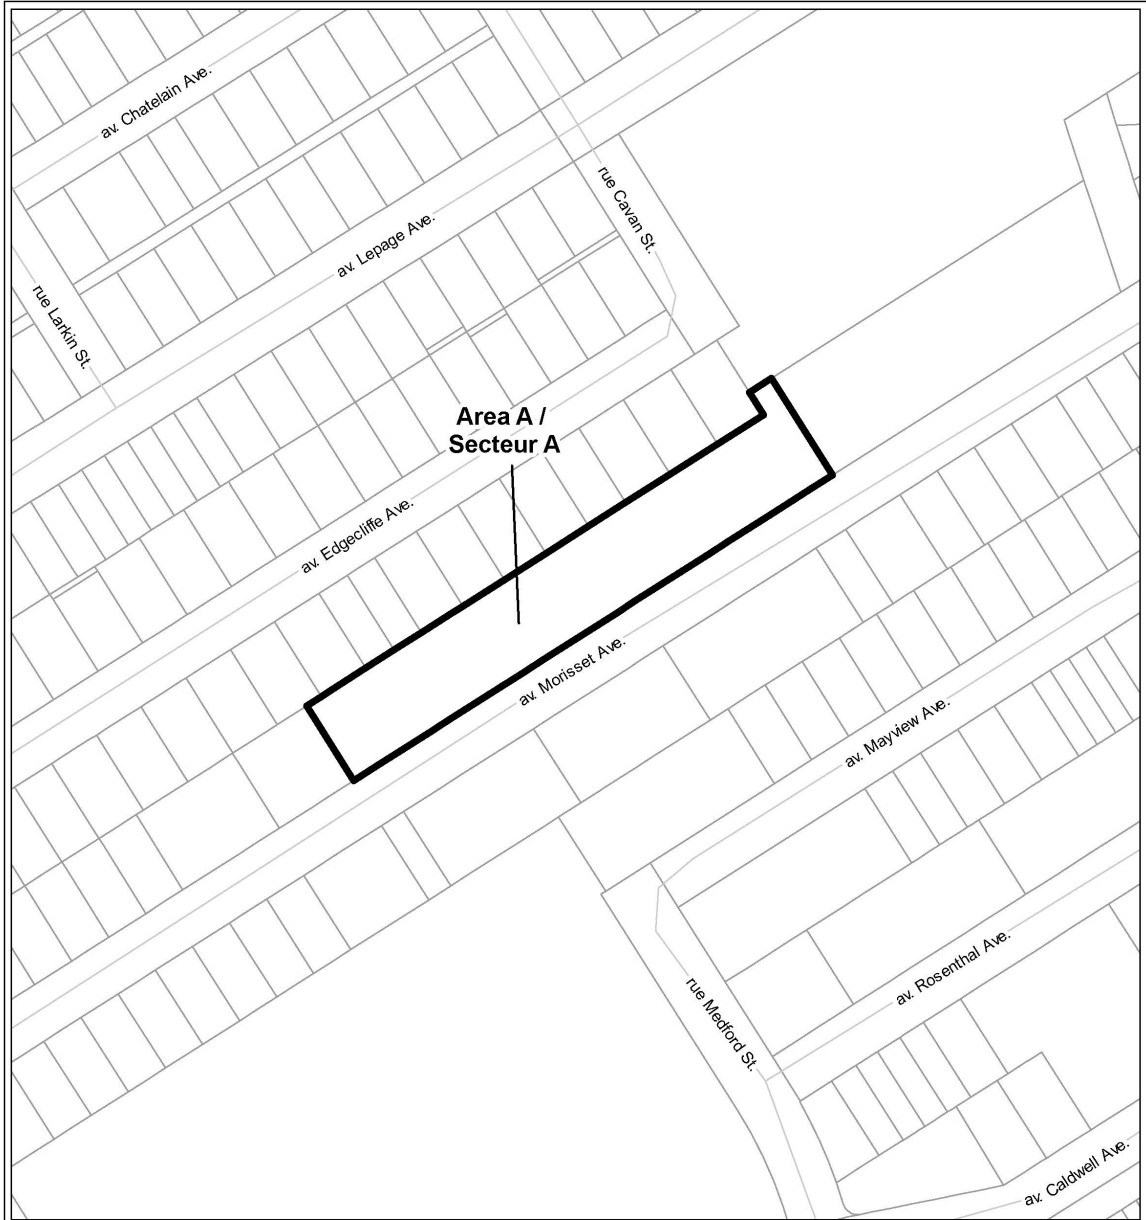 av. Chatelain Ave.
rue Cavan St.
av. Lepage Ave.
rue Larkin St.
Area A /
Secteur A
av. Edgecliffe Ave.
av. Morisset Ave.
av. Mayview Ave.
av. Rosenthal Ave.
rue Medford St.
av. Caldwell Ave.